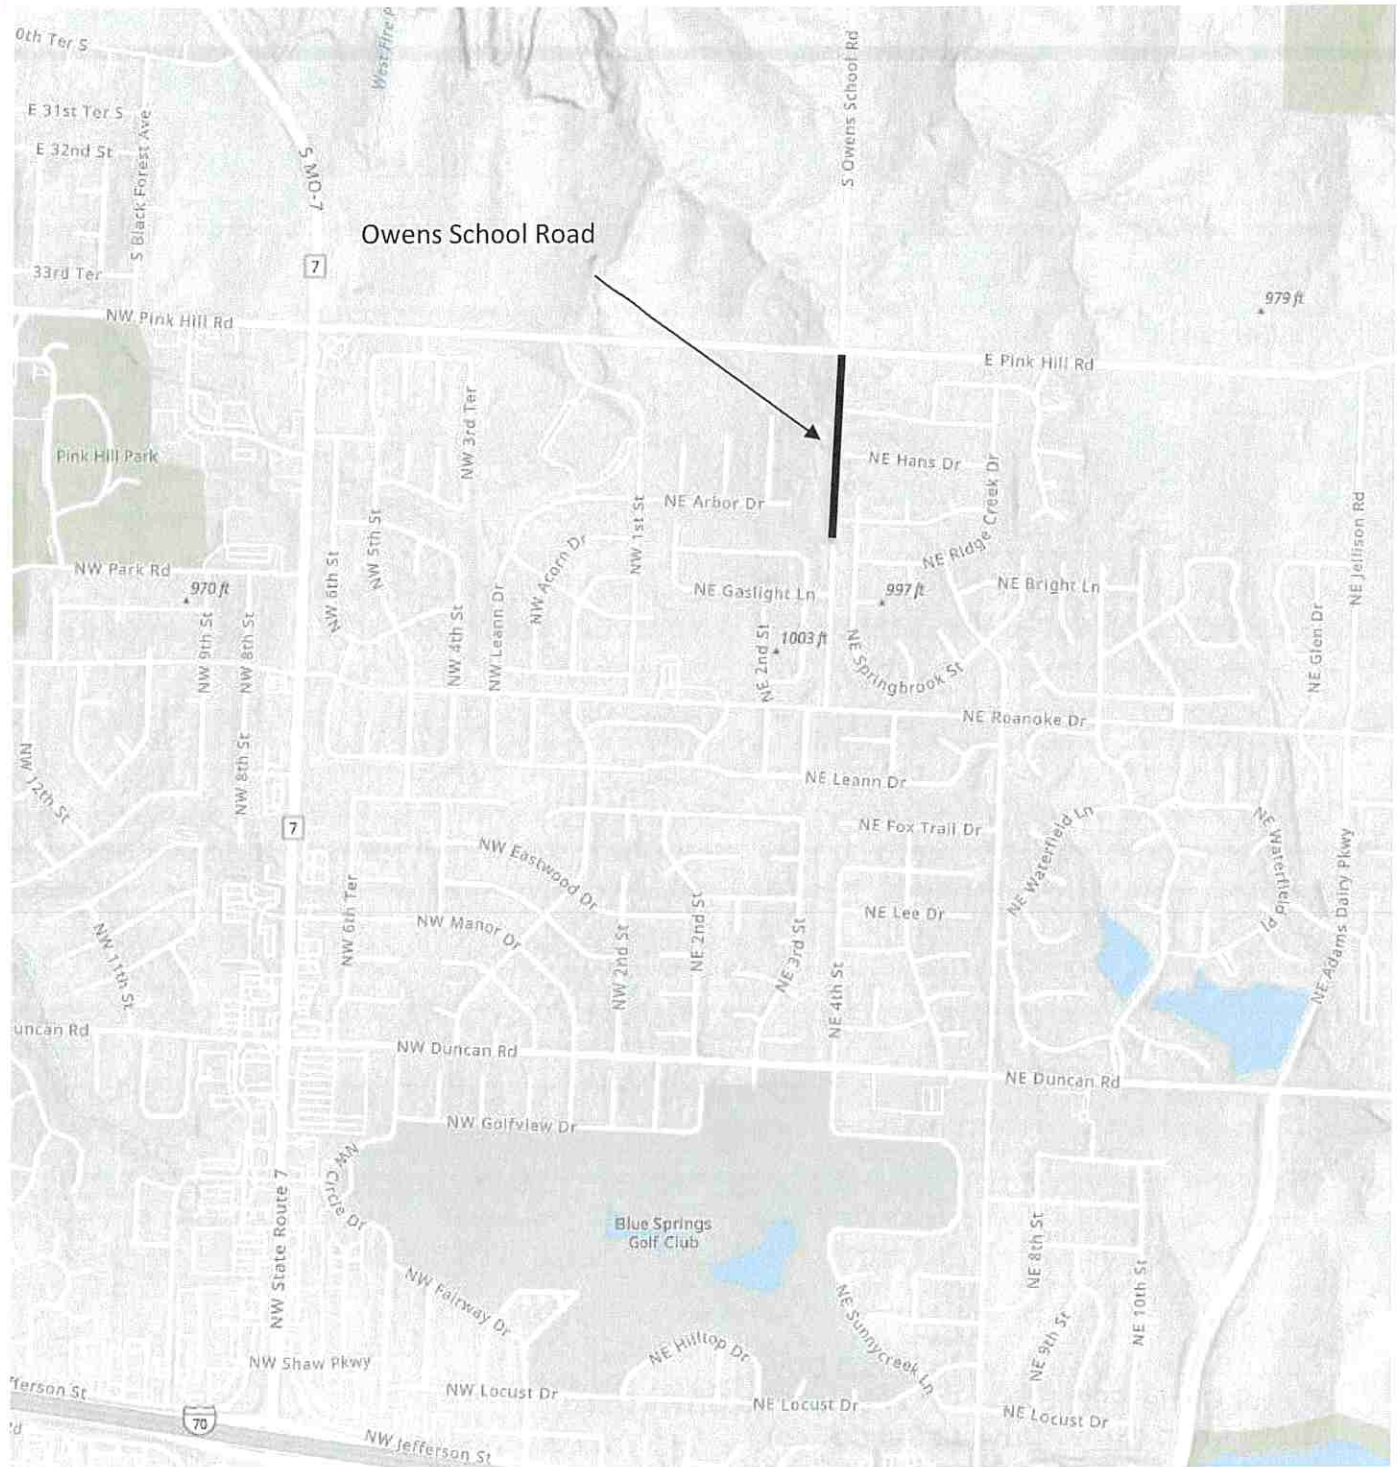 0th Ter S
West Fire P
S Owens School Rd
E 31st Ter S
E 32nd St
S Black Forest Ave
S MO-7
Owens School Road
33rd Ter
7
979 ft
NW Pink Hill Rd
E Pink Hill Rd
NW 3rd Ter
Pink Hill Park
NE Hans Dr
NE Ridge Creek Dr
NE Arbor Dr
NW 1st St
NW 5th St
NE Jellison Rd
NW Acorn Dr
NW 6th St
NW Park Rd
970 ft
NE Gaslight Ln
997 ft
NE Bright Ln
NW 9th St
NW 8th St
NW 4th St
NW Leann Dr
NE 2nd St
1003 ft
NE Springbrook St
NE Glen Dr
NE Roanoke Dr
NW 12th St
NW 8th St
NE Leann Dr
7
NE Fox Trail Dr
NE Waterfield Ln
NE Waterfield Pl
NW Eastwood Dr
NE Adams Dairy Pkwy
NW 6th Ter
NW Manor Dr
NE Lee Dr
NW 11th St
NW 2nd St
NE 2nd St
NE 3rd St
NE 4th St
uncan Rd
NW Duncan Rd
NE Duncan Rd
NW Golfview Dr
NW Circle Dr
NW State Route 7
Blue Springs
Golf Club
NE 8th St
NE 10th St
NW Fairway Dr
NE Sunnycreek Ln
NE 9th St
NE Hilltop Dr
NW Shaw Pkwy
ferson St
NW Locust Dr
NE Locust Dr
NE Locust Dr
70
Rd
NW Jefferson St